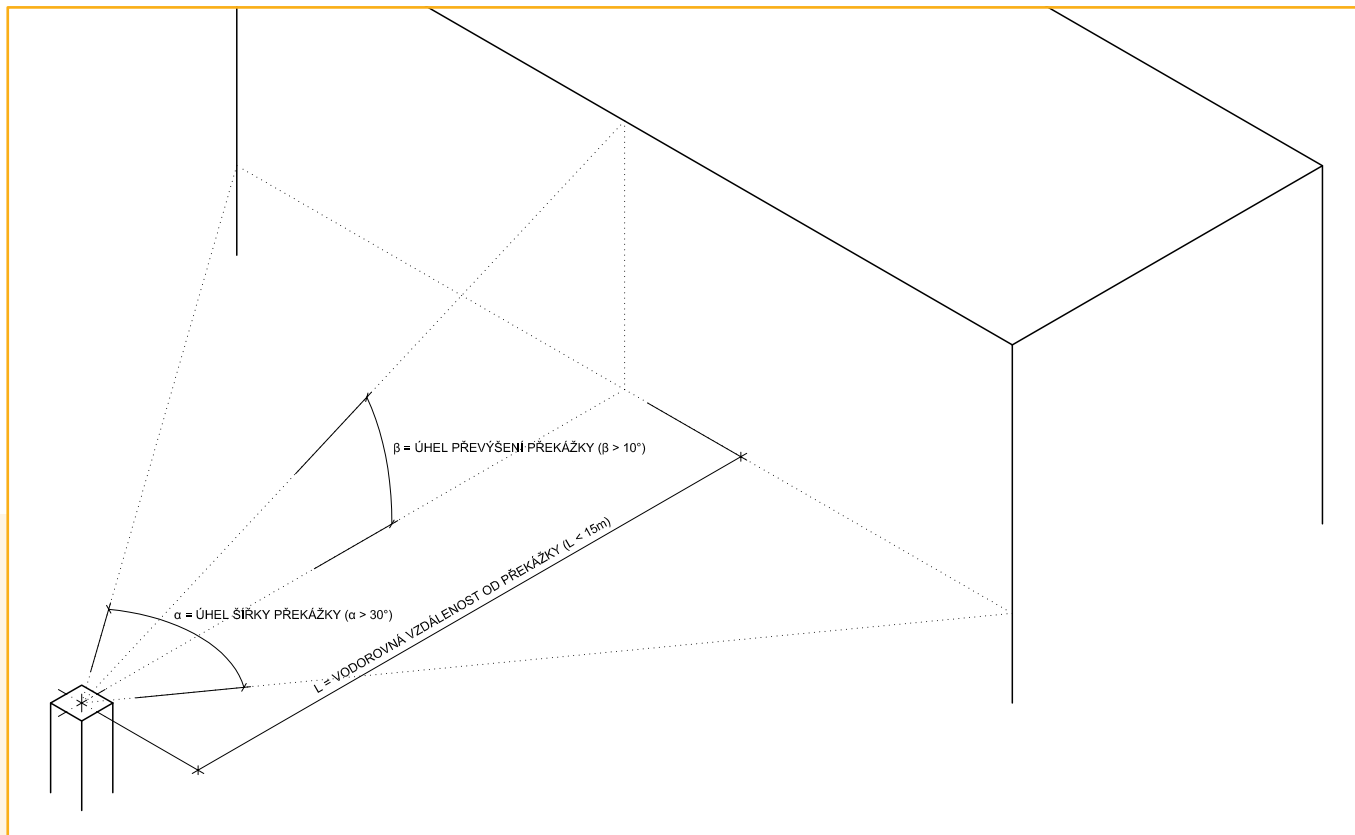 β = ÚHEL PŘEVÝŠENÍ PŘEKÁŽKY (β > 10°)
L = VODOROVNÁ VZDÁLENOST OD PŘEKÁŽKY (L < 15m)
α = ÚHEL ŠÍŘKY PŘEKÁŽKY (α > 30°)